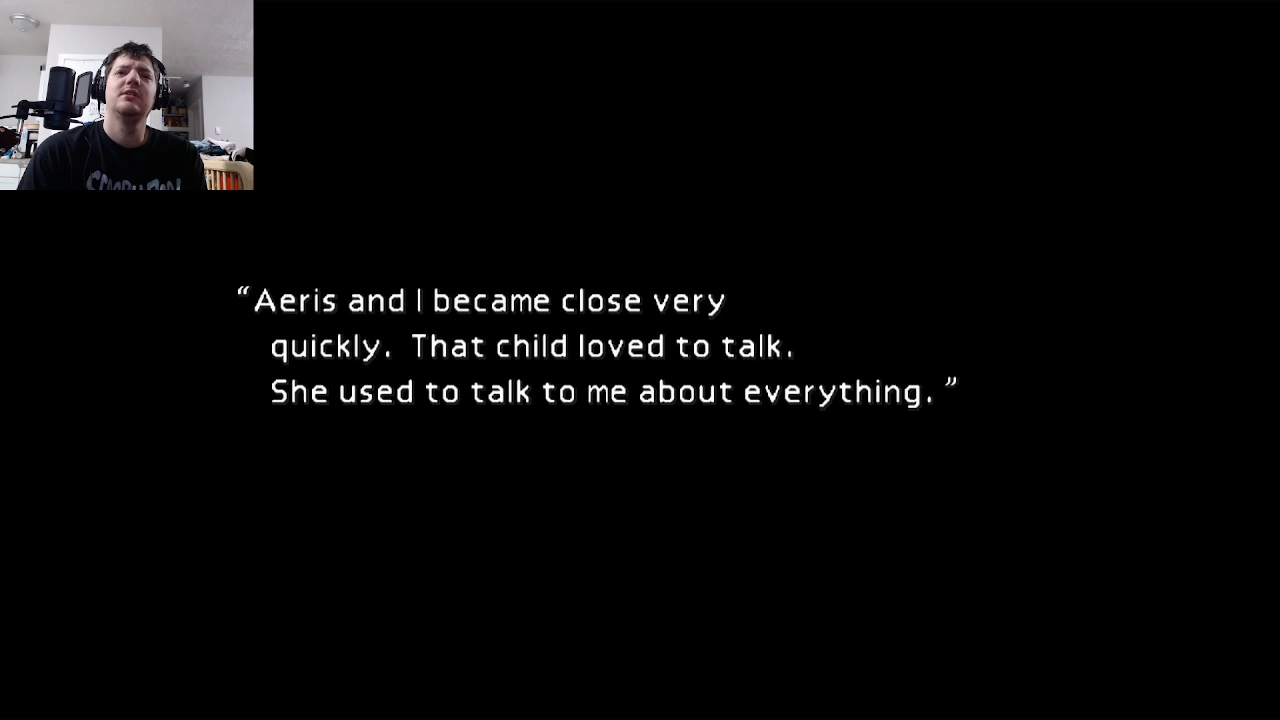 “Aeris and I became close very
quickly. That child loved to talk.
She used to talk to me about everything.”